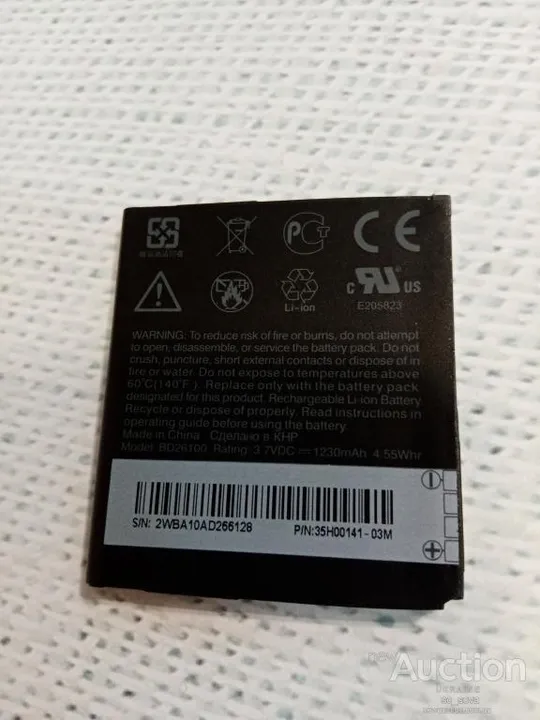 Li-ion
c RU US
E205823
WARNING: To reduce risk of fire or burns, do not attempt
to open, disassemble, or service the battery pack. Do not
crush, puncture, short external contacts or dispose of in
fire or water. Do not expose to temperatures above
60℃(140℉). Replace only with the battery pack
designated for this product. Rechargeable Li-ion Battery
Recycle or dispose of properly. Read instructions in
operating guide before using the battery.
Made in China Сделано в КНР
Model: BD26100 Rating: 3.7VDC ⎓ 1230mAh 4.55Whr
S/N: 2WBA10AD266128 P/N:35H00141-03M
Auction
UKRAINE